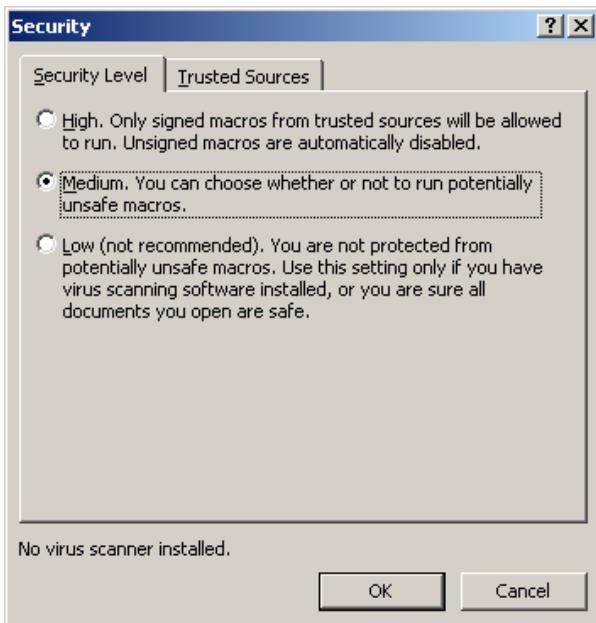 Security
? X
Security Level
Trusted Sources
High. Only signed macros from trusted sources will be allowed
to run. Unsigned macros are automatically disabled.
Medium. You can choose whether or not to run potentially
unsafe macros.
Low (not recommended). You are not protected from
potentially unsafe macros. Use this setting only if you have
virus scanning software installed, or you are sure all
documents you open are safe.
No virus scanner installed.
OK
Cancel